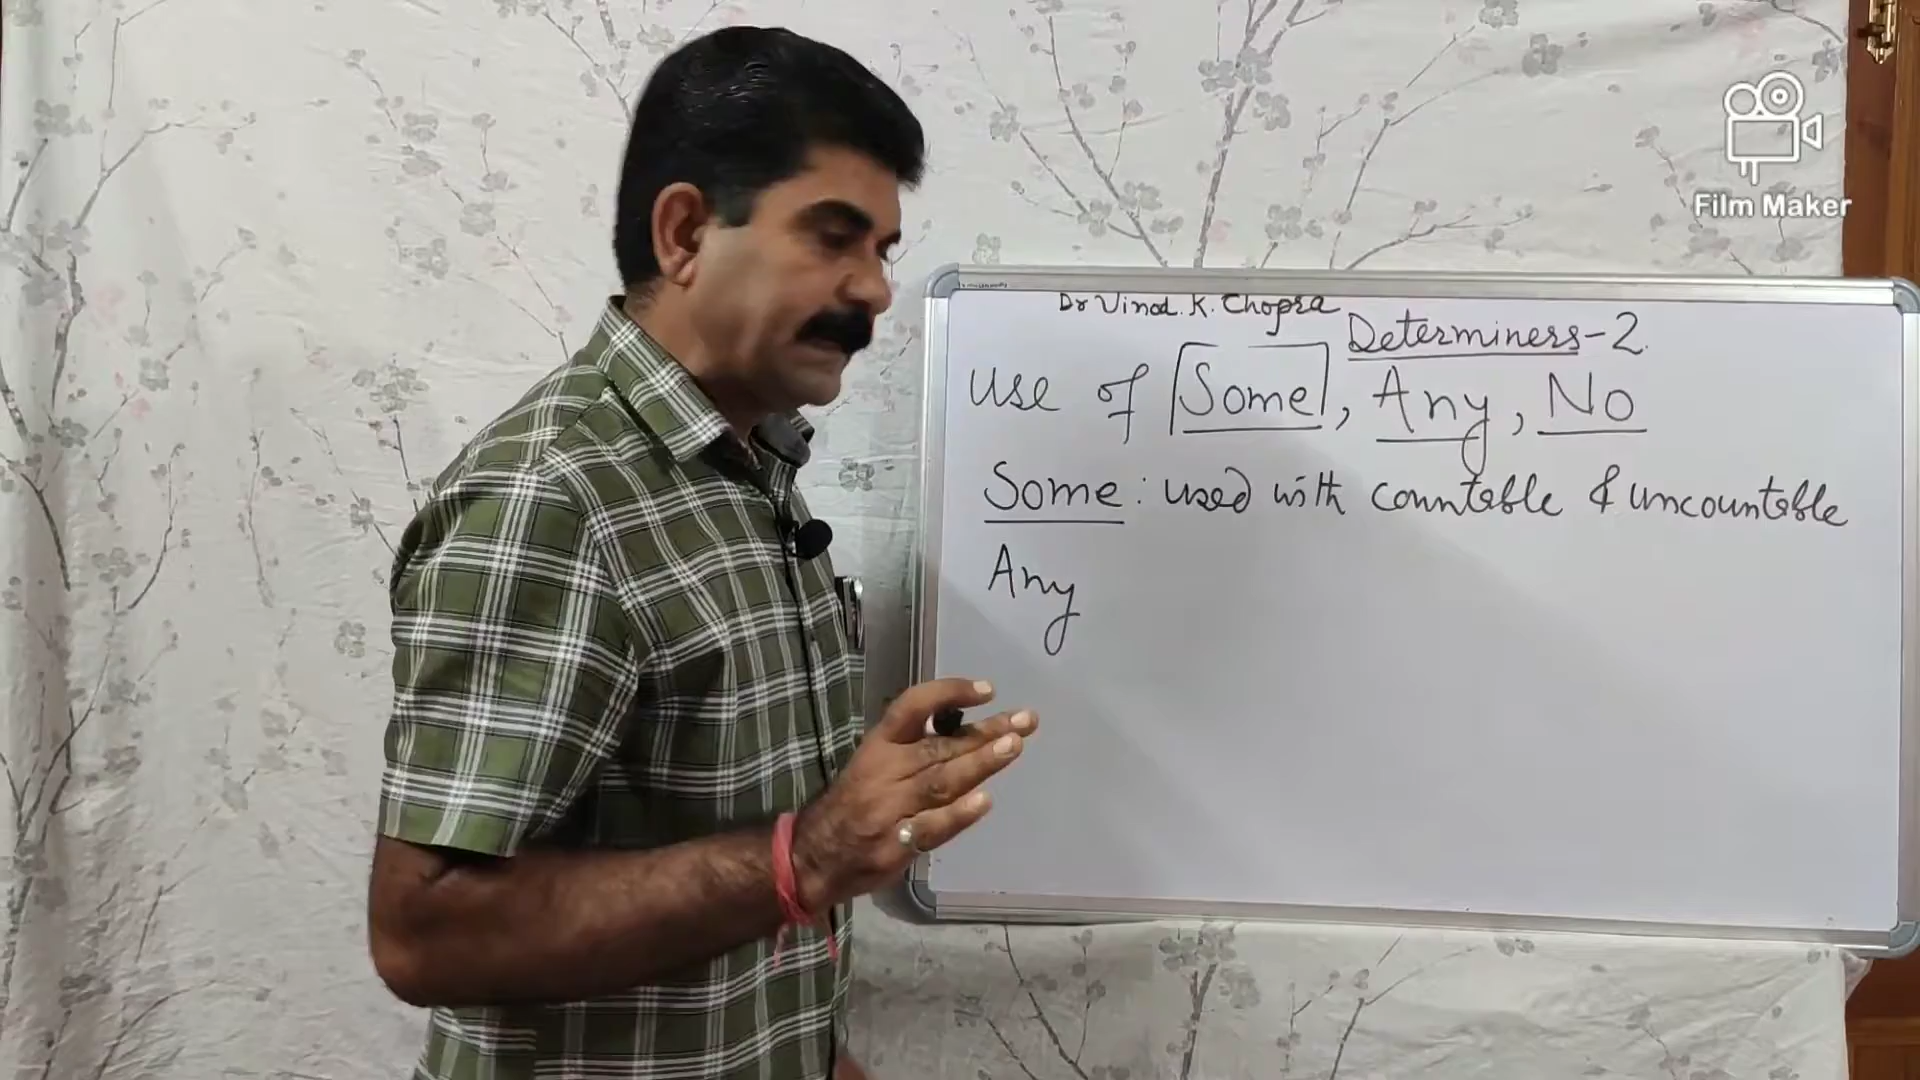 Dr Vinod. K. Chopra
Determiners-2.
Use of Some, Any, No
Some: used with countable & uncountable
Any
Film Maker